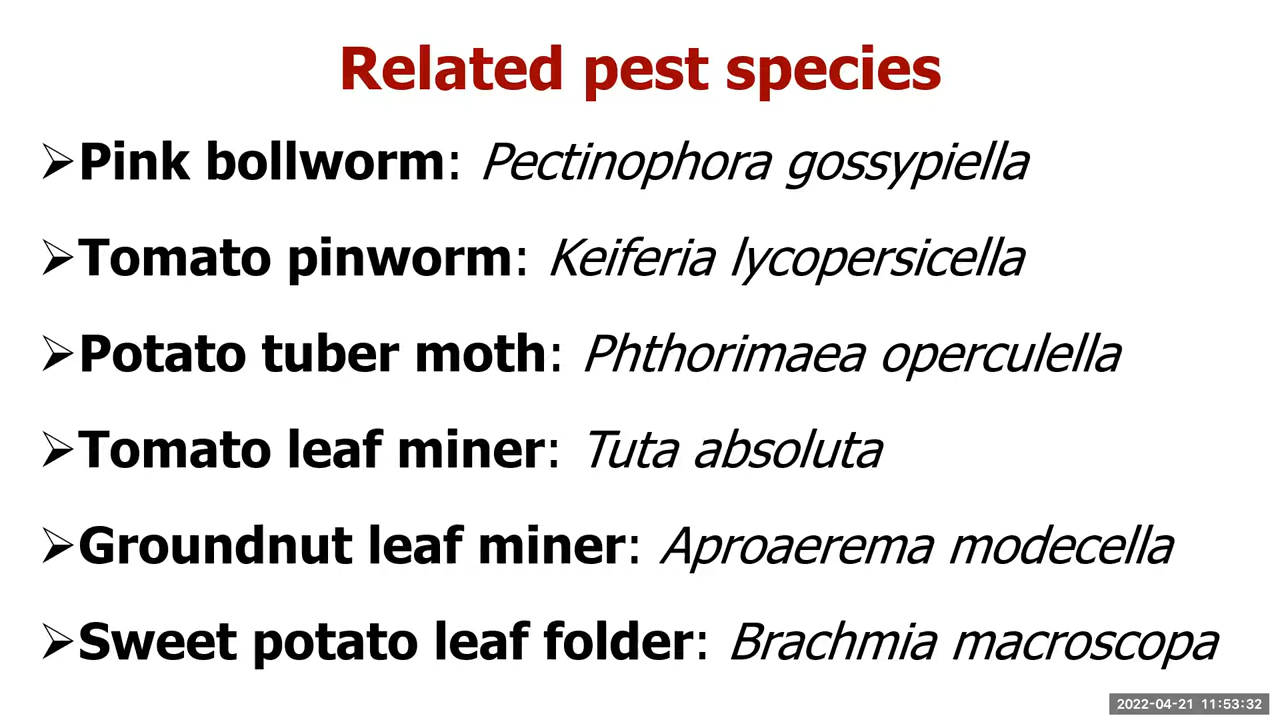 Related pest species
➢Pink bollworm: Pectinophora gossypiella
➢Tomato pinworm: Keiferia lycopersicella
➢Potato tuber moth: Phthorimaea operculella
➢Tomato leaf miner: Tuta absoluta
➢Groundnut leaf miner: Aproaerema modecella
➢Sweet potato leaf folder: Brachmia macroscopa
2022-04-21 11:53:32